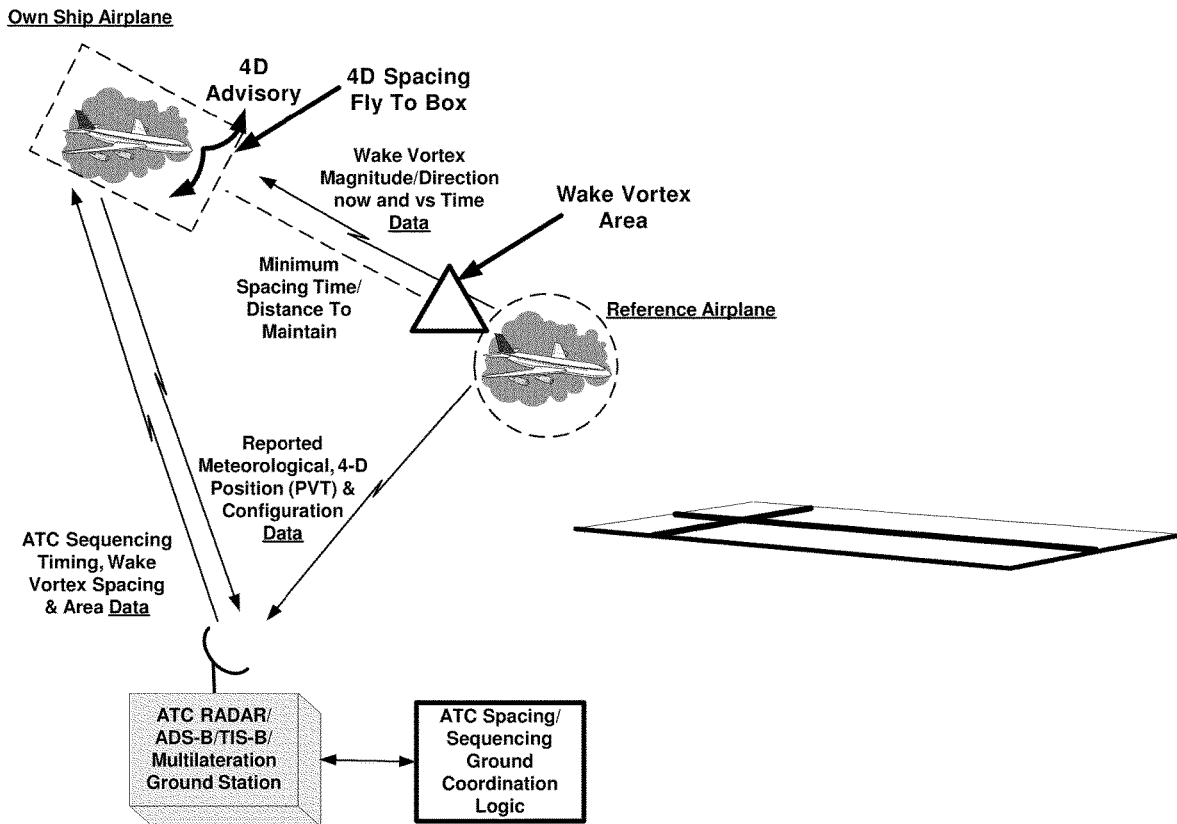 Own Ship Airplane
4D
Advisory
4D Spacing
Fly To Box
Wake Vortex
Magnitude/Direction
now and vs Time
Data
Wake Vortex
Area
Minimum
Spacing Time/
Distance To
Maintain
Reference Airplane
Reported
Meteorological, 4-D
Position (PVT) &
Configuration
Data
ATC Sequencing
Timing, Wake
Vortex Spacing
& Area Data
ATC RADAR/
ADS-B/TIS-B/
Multilateration
Ground Station
ATC Spacing/
Sequencing
Ground
Coordination
Logic